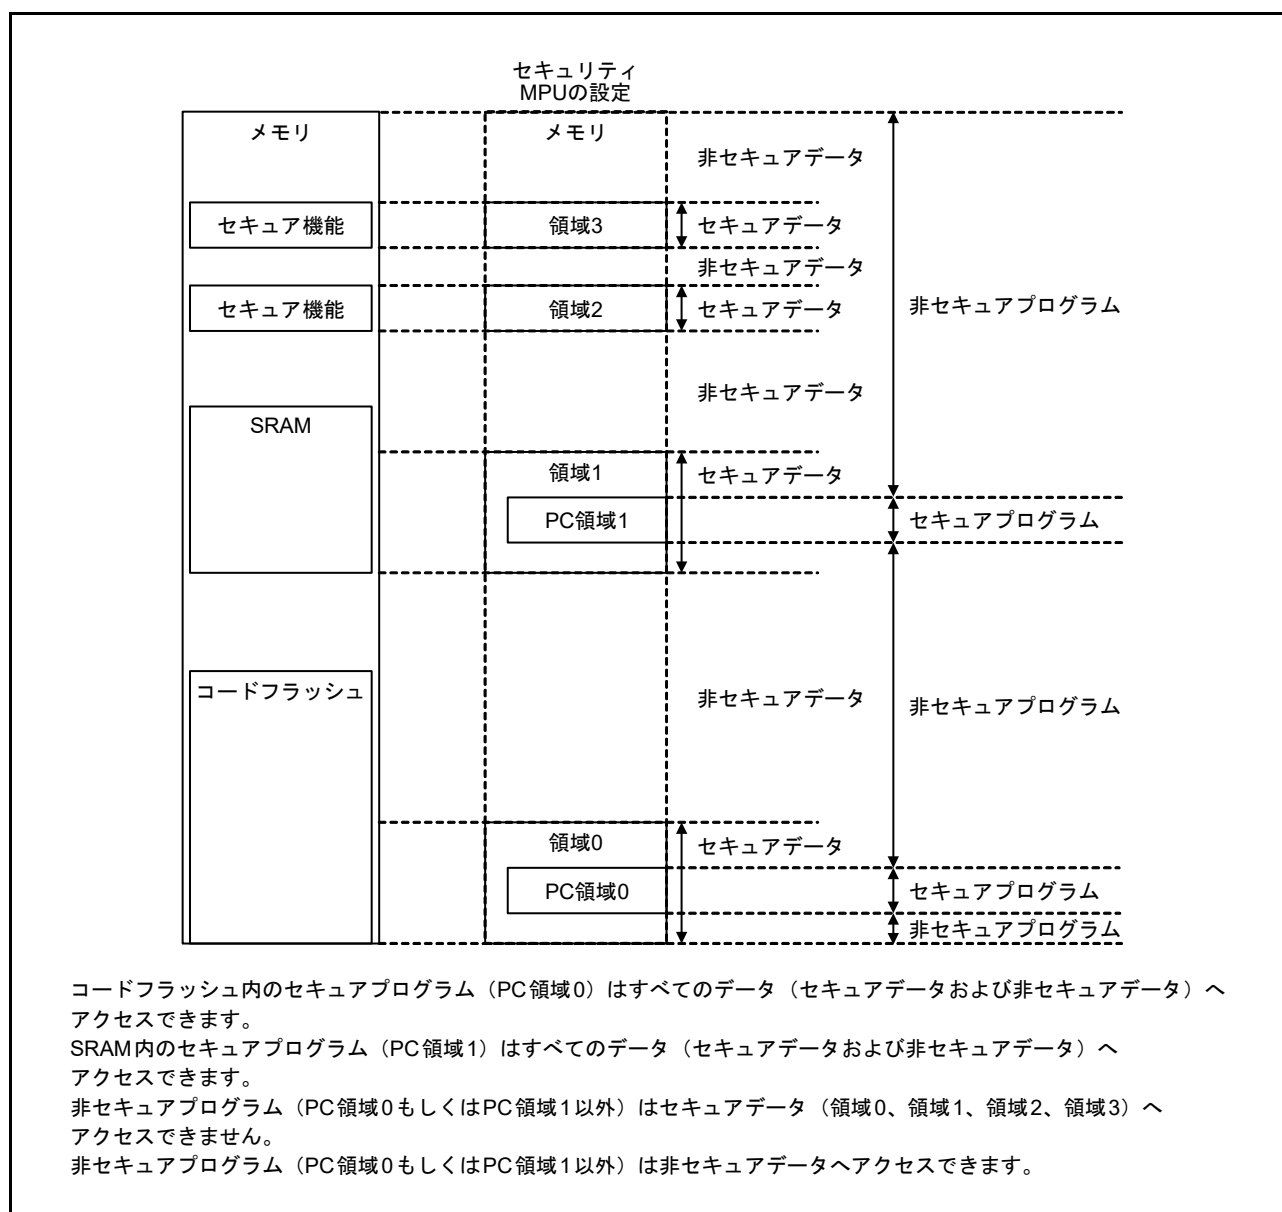 セキュリティ
MPUの設定
メモリ
メモリ
非セキュアデータ
セキュア機能
領域3
セキュアデータ
非セキュアデータ
セキュア機能
領域2
セキュアデータ
非セキュアプログラム
非セキュアデータ
SRAM
領域1
セキュアデータ
PC領域1
セキュアプログラム
コードフラッシュ
非セキュアデータ
非セキュアプログラム
領域0
セキュアデータ
PC領域0
セキュアプログラム
非セキュアプログラム
コードフラッシュ内のセキュアプログラム（PC領域0）はすべてのデータ（セキュアデータおよび非セキュアデータ）へ
アクセスできます。
SRAM内のセキュアプログラム（PC領域1）はすべてのデータ（セキュアデータおよび非セキュアデータ）へ
アクセスできます。
非セキュアプログラム（PC領域0もしくはPC領域1以外）はセキュアデータ（領域0、領域1、領域2、領域3）へ
アクセスできません。
非セキュアプログラム（PC領域0もしくはPC領域1以外）は非セキュアデータへアクセスできます。